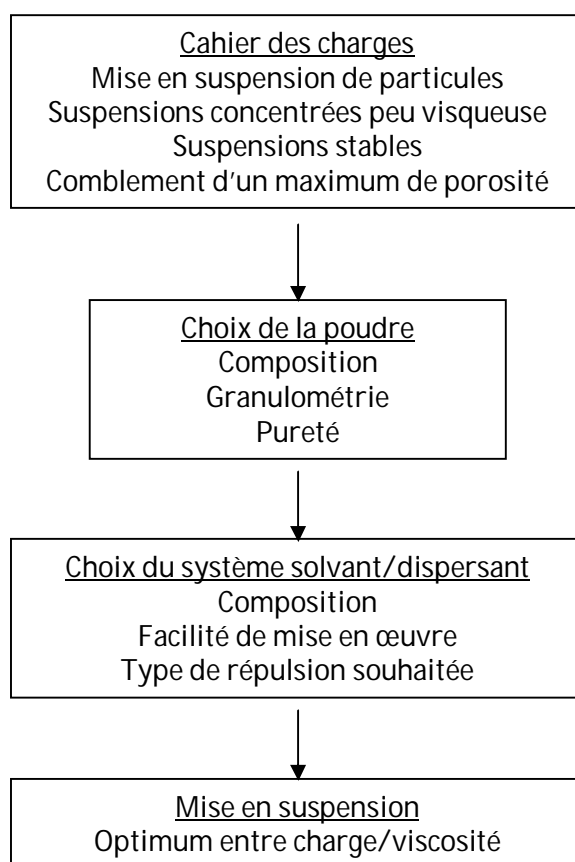 Cahier des charges
Mise en suspension de particules
Suspensions concentrées peu visqueuse
Suspensions stables
Comblement d'un maximum de porosité
Choix de la poudre
Composition
Granulométrie
Pureté
Choix du système solvant/dispersant
Composition
Facilité de mise en œuvre
Type de répulsion souhaitée
Mise en suspension
Optimum entre charge/viscosité